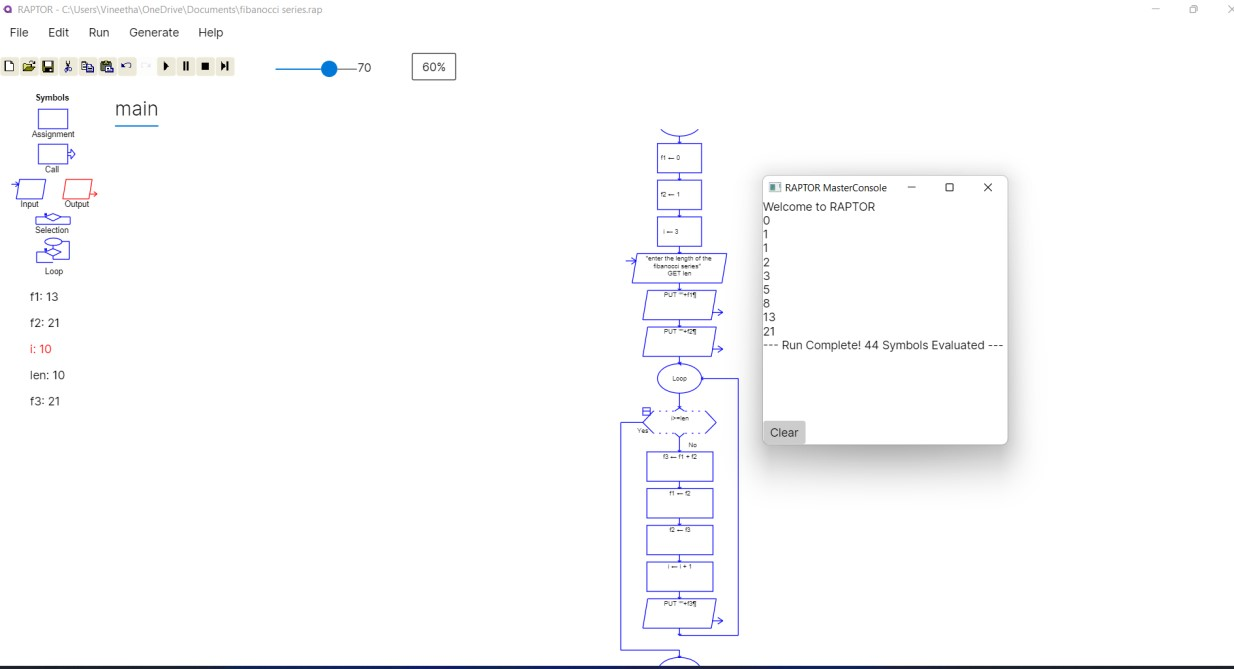 RAPTOR - C:\Users\Vineetha\OneDrive\Documents\fibanocci series.rap
File Edit Run Generate Help
70
60%
Symbols
Assignment
Call
Input Output
Selection
Loop
f1: 13
f2: 21
i: 10
len: 10
f3: 21
main
f1 ← 0
f2 ← 1
i ← 3
"enter the length of the
fibanocci series"
GET len
PUT ""+f1¶
PUT ""+f2¶
Loop
i>=len
Yes
No
f3 ← f1 + f2
f1 ← f2
f2 ← f3
i ← i + 1
PUT ""+f3¶
RAPTOR MasterConsole
Welcome to RAPTOR
0
1
1
2
3
5
8
13
21
--- Run Complete! 44 Symbols Evaluated ---
Clear